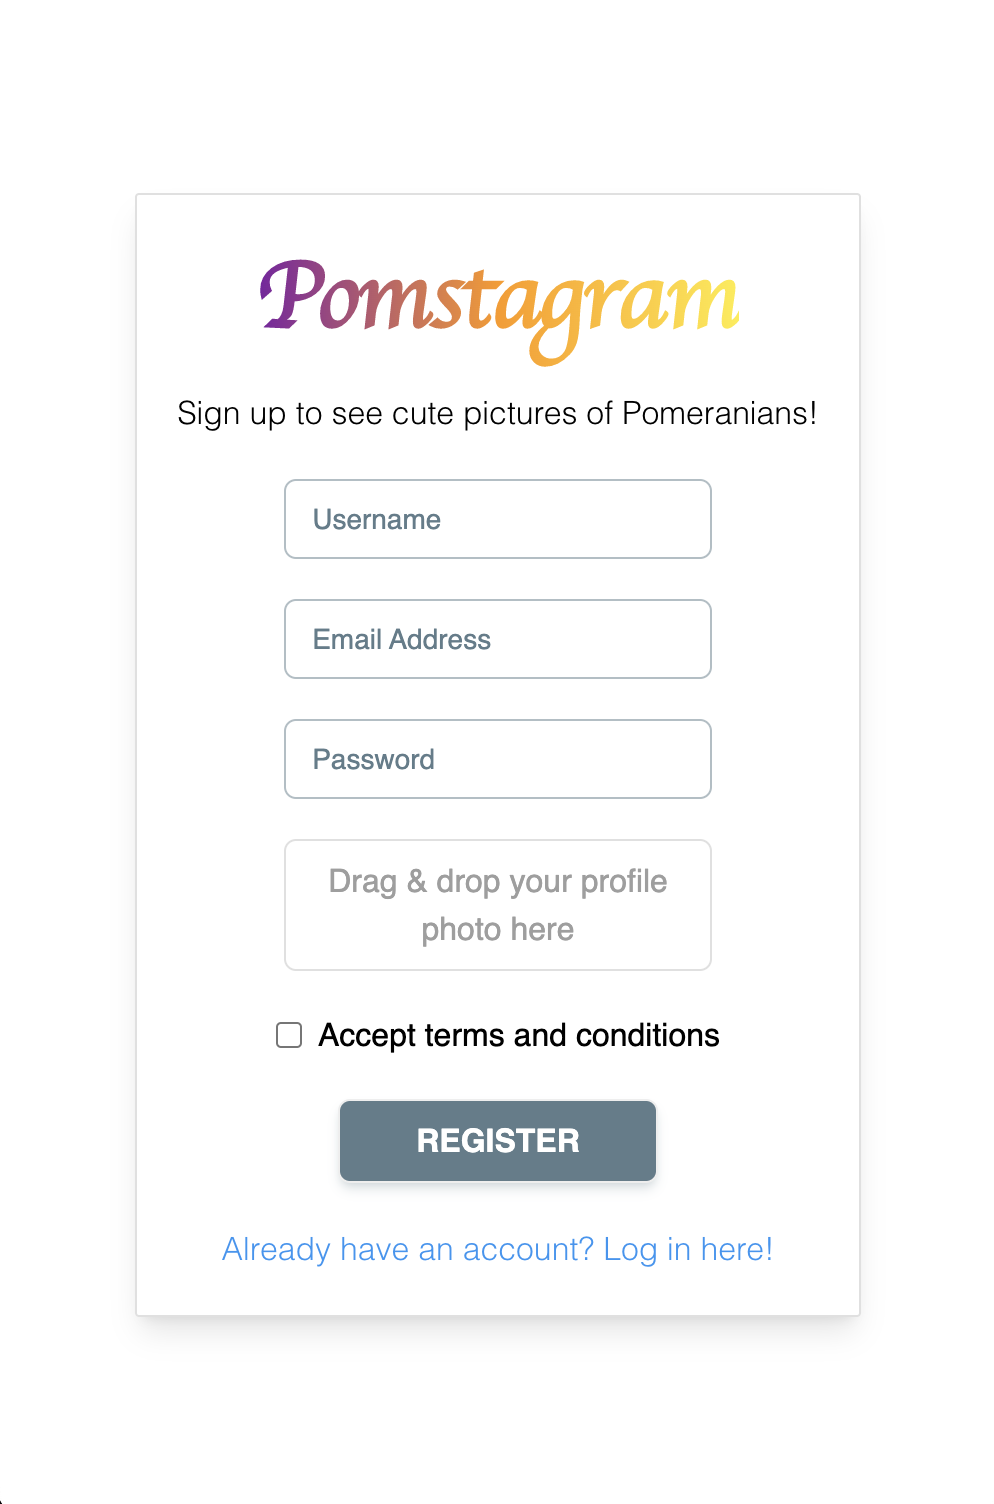 Pomstagram
Sign up to see cute pictures of Pomeranians!
Username
Email Address
Password
Drag & drop your profile
photo here
Accept terms and conditions
REGISTER
Already have an account? Log in here!